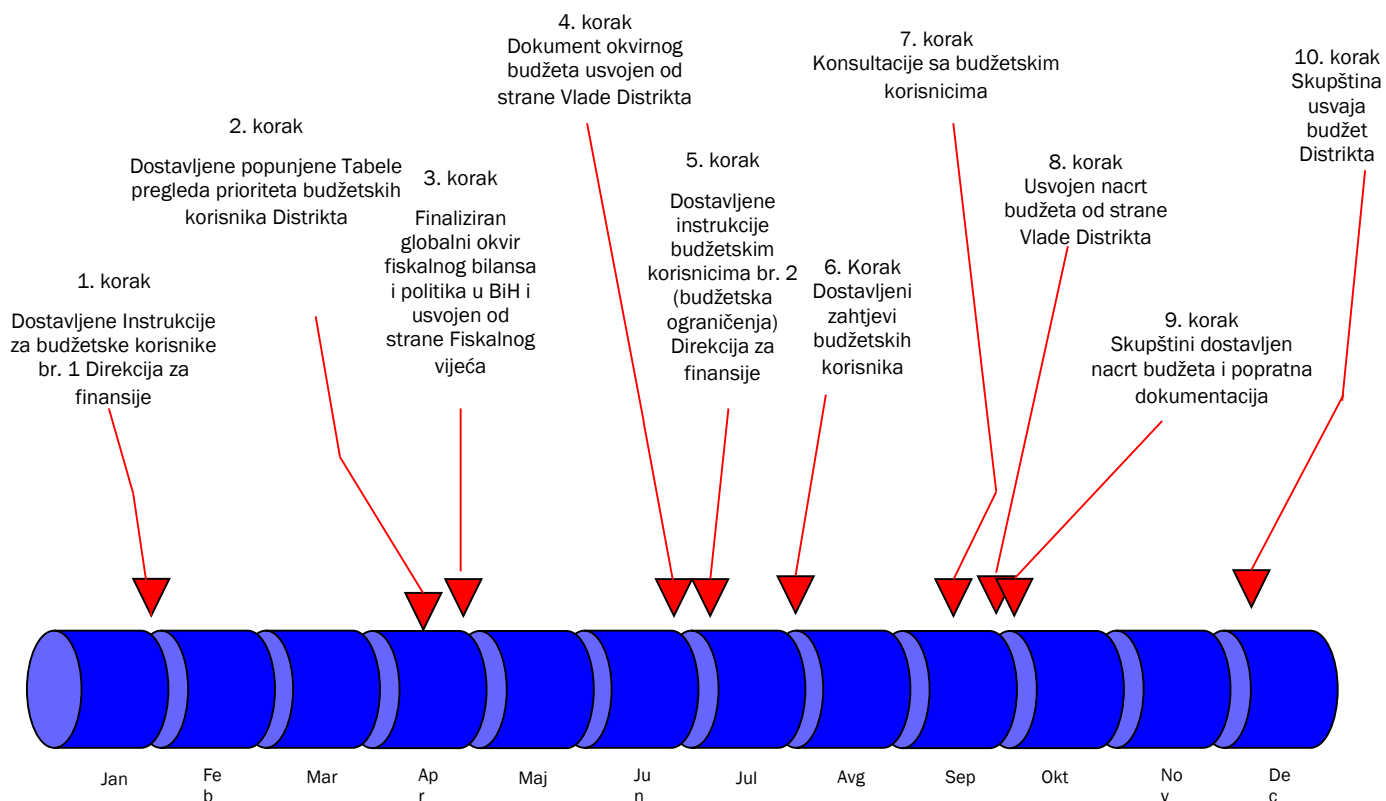 1. korak
Dostavljene Instrukcije
za budžetske korisnike
br. 1 Direkcija za
finansije
2. korak
Dostavljene popunjene Tabele
pregleda prioriteta budžetskih
korisnika Distrikta
3. korak
Finaliziran
globalni okvir
fiskalnog bilansa
i politika u BiH i
usvojen od
strane Fiskalnog
vijeća
4. korak
Dokument okvirnog
budžeta usvojen od
strane Vlade Distrikta
5. korak
Dostavljene
instrukcije
budžetskim
korisnicima br. 2
(budžetska
ograničenja)
Direkcija za
finansije
6. Korak
Dostavljeni
zahtjevi
budžetskih
korisnika
7. korak
Konsultacije sa budžetskim
korisnicima
8. korak
Usvojen nacrt
budžeta od strane
Vlade Distrikta
9. korak
Skupštini dostavljen
nacrt budžeta i popratna
dokumentacija
10. korak
Skupština
usvaja
budžet
Distrikta
Jan
Fe
b
Mar
Ap
r
Maj
Ju
n
Jul
Avg
Sep
Okt
No
v
De
c